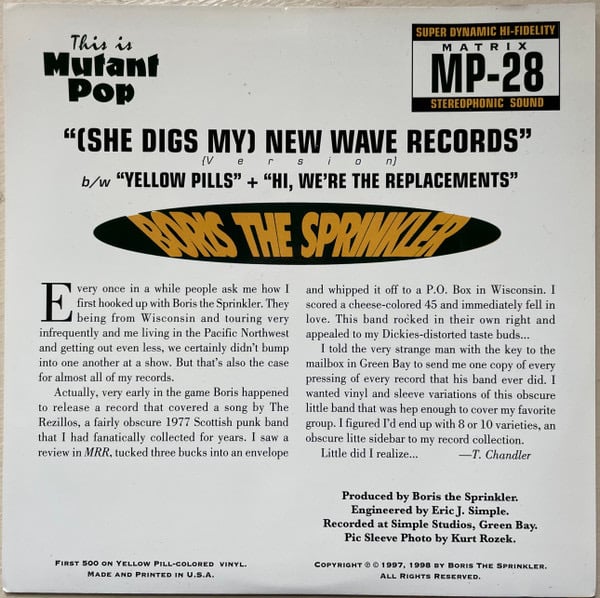 This is
Mutant
Pop
SUPER DYNAMIC HI-FIDELITY
MATRIX
MP-28
STEREOPHONIC SOUND
“(SHE DIGS MY) NEW WAVE RECORDS”
(Version)
b/w “YELLOW PILLS” + “HI, WE'RE THE REPLACEMENTS”
BORIS THE SPRINKLER
Every once in a while people ask me how I
first hooked up with Boris the Sprinkler. They
being from Wisconsin and touring very
infrequently and me living in the Pacific Northwest
and getting out even less, we certainly didn't bump
into one another at a show. But that's also the case
for almost all of my records.
Actually, very early in the game Boris happened
to release a record that covered a song by The
Rezillos, a fairly obscure 1977 Scottish punk band
that I had fanatically collected for years. I saw a
review in MRR, tucked three bucks into an envelope
and whipped it off to a P.O. Box in Wisconsin. I
scored a cheese-colored 45 and immediately fell in
love. This band rocked in their own right and
appealed to my Dickies-distorted taste buds...
I told the very strange man with the key to the
mailbox in Green Bay to send me one copy of every
pressing of every record that his band ever did. I
wanted vinyl and sleeve variations of this obscure
little band that was hep enough to cover my favorite
group. I figured I'd end up with 8 or 10 varieties, an
obscure litte sidebar to my record collection.
Little did I realize... —T. Chandler
Produced by Boris the Sprinkler.
Engineered by Eric J. Simple.
Recorded at Simple Studios, Green Bay.
Pic Sleeve Photo by Kurt Rozek.
FIRST 500 ON YELLOW PILL-COLORED VINYL.
MADE AND PRINTED IN U.S.A.
COPYRIGHT ℗ © 1997, 1998 BY BORIS THE SPRINKLER.
ALL RIGHTS RESERVED.